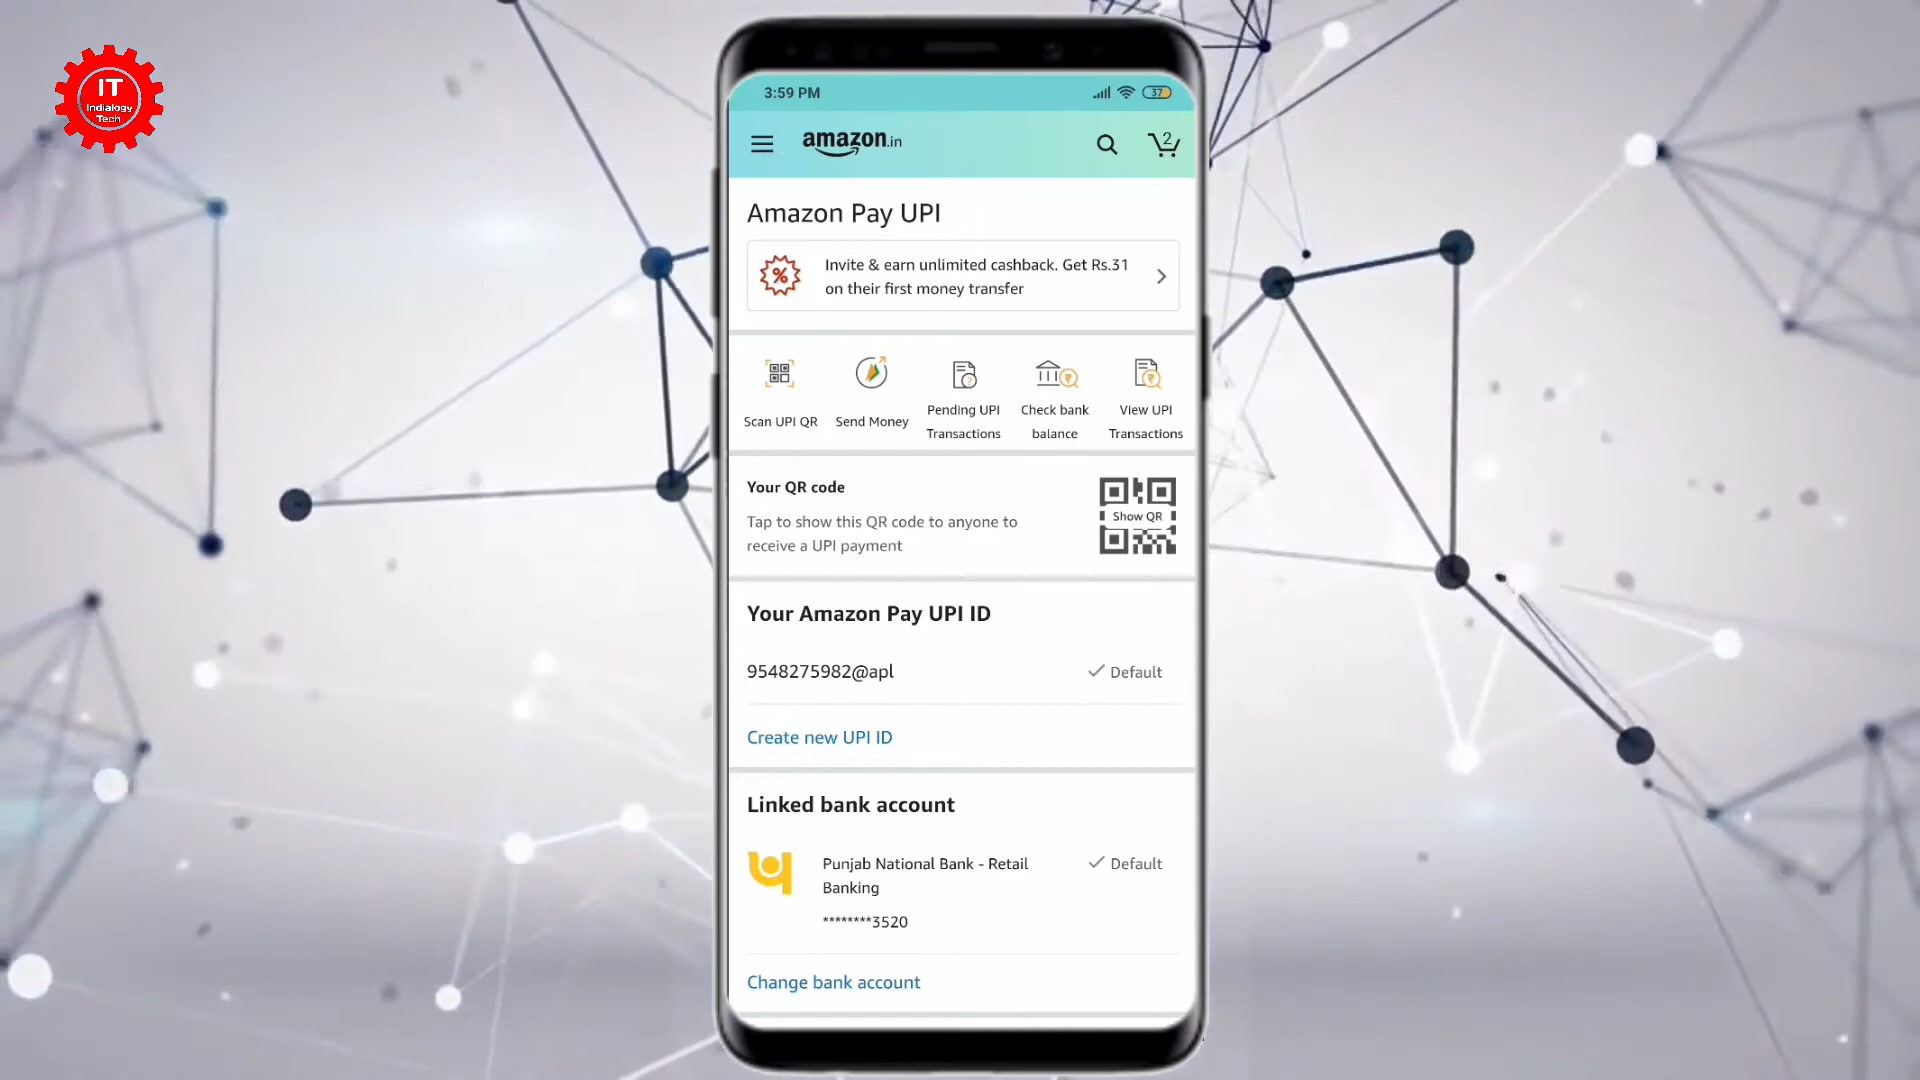 IT
Indialogy
Tech
3:59 PM
37
amazon.in
2
Amazon Pay UPI
Invite & earn unlimited cashback. Get Rs.31
on their first money transfer
Scan UPI QR
Send Money
Pending UPI
Transactions
Check bank
balance
View UPI
Transactions
Your QR code
Tap to show this QR code to anyone to
receive a UPI payment
Show QR
Your Amazon Pay UPI ID
9548275982@apl
Default
Create new UPI ID
Linked bank account
Punjab National Bank - Retail
Banking
Default
********3520
Change bank account